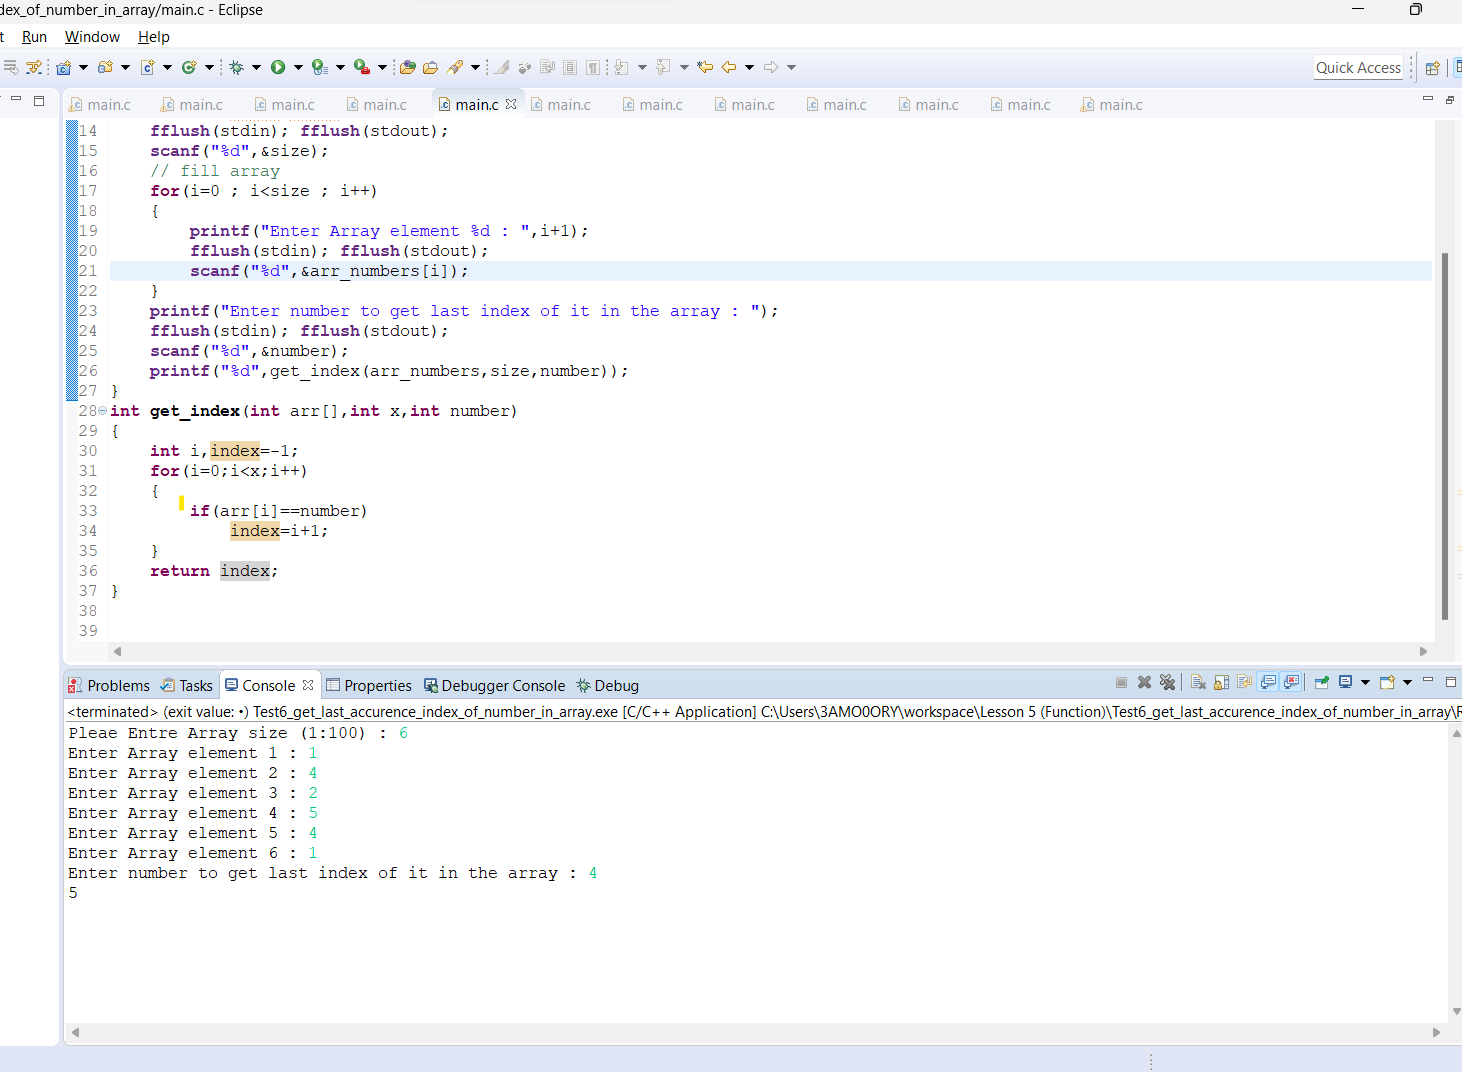 dex_of_number_in_array/main.c - Eclipse
t Run Window Help
Quick Access
main.c main.c main.c main.c main.c main.c main.c main.c main.c main.c main.c main.c
14     fflush(stdin); fflush(stdout);
15     scanf("%d",&size);
16     // fill array
17     for(i=0 ; i<size ; i++)
18     {
19         printf("Enter Array element %d : ",i+1);
20         fflush(stdin); fflush(stdout);
21         scanf("%d",&arr_numbers[i]);
22     }
23     printf("Enter number to get last index of it in the array : ");
24     fflush(stdin); fflush(stdout);
25     scanf("%d",&number);
26     printf("%d",get_index(arr_numbers,size,number));
27 }
28 int get_index(int arr[],int x,int number)
29 {
30     int i,index=-1;
31     for(i=0;i<x;i++)
32     {
33         if(arr[i]==number)
34             index=i+1;
35     }
36     return index;
37 }
38
39
Problems Tasks Console Properties Debugger Console Debug
<terminated> (exit value: •) Test6_get_last_accurence_index_of_number_in_array.exe [C/C++ Application] C:\Users\3AMO0ORY\workspace\Lesson 5 (Function)\Test6_get_last_accurence_index_of_number_in_array\R
Pleae Entre Array size (1:100) : 6
Enter Array element 1 : 1
Enter Array element 2 : 4
Enter Array element 3 : 2
Enter Array element 4 : 5
Enter Array element 5 : 4
Enter Array element 6 : 1
Enter number to get last index of it in the array : 4
5